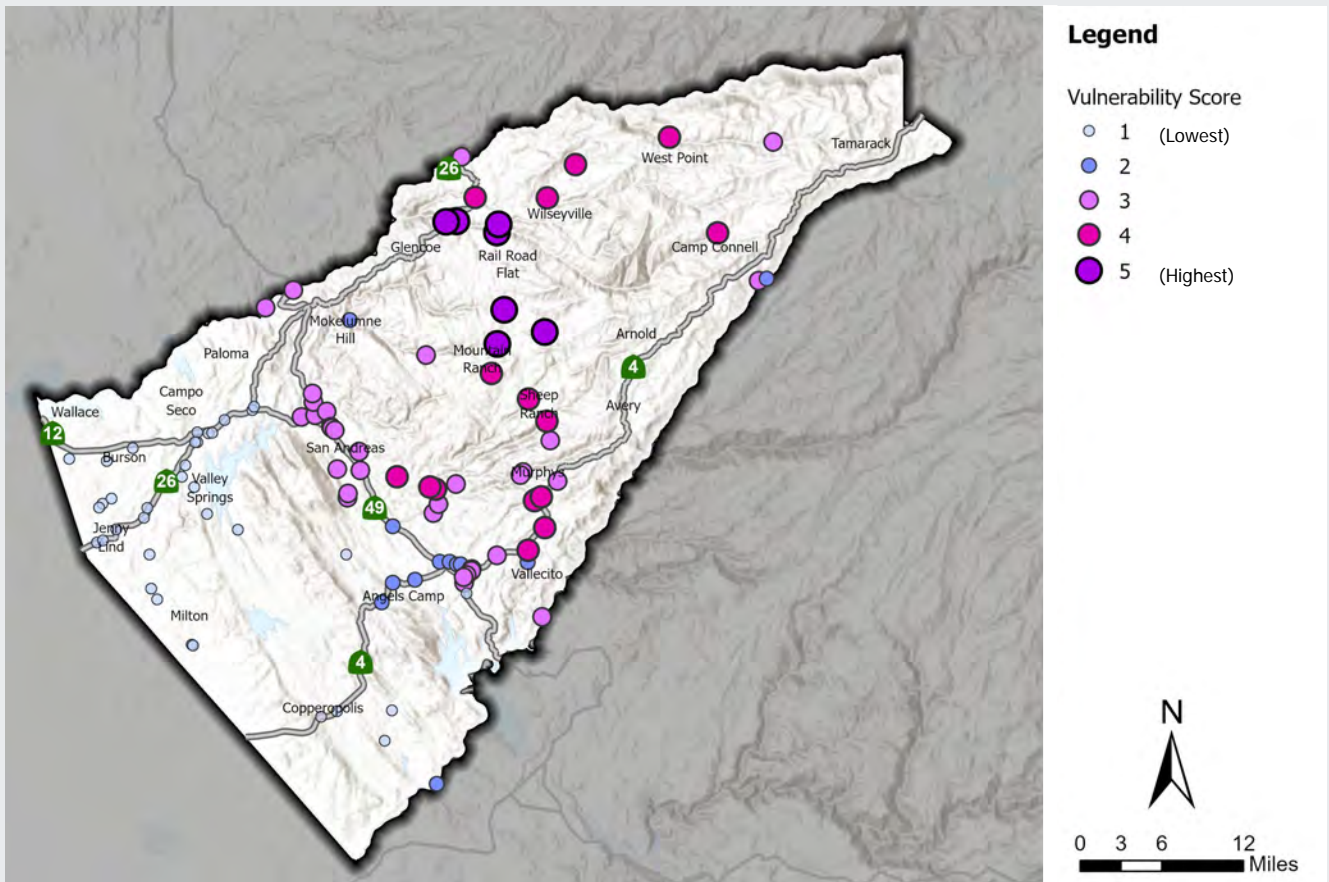 Legend
Vulnerability Score
1 (Lowest)
2
3
4
5 (Highest)
N
0 3 6 12
Miles
Tamarack
West Point
26
Wilseyville
Camp Connell
Glencoe
Rail Road
Flat
Mokelumne
Hill
Arnold
Paloma
Mountain
Ranch
4
Campo
Seco
Sheep
Ranch
Avery
Wallace
12
San Andreas
Burson
Murphys
26
Valley
Springs
49
Jenny
Lind
Vallecito
Angels Camp
Milton
4
Copperopolis